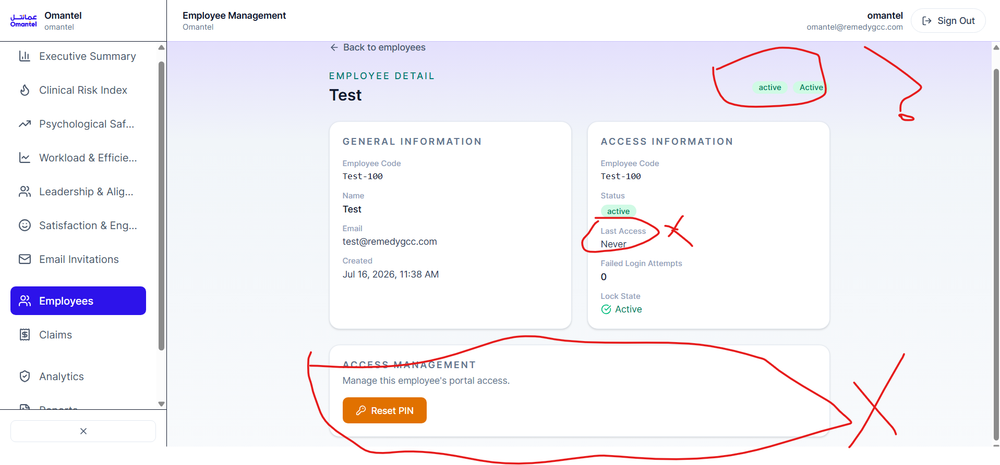 عمانتل
Omantel
Omantel
omantel
Employee Management
Omantel
omantel
omantel@remedygcc.com
Sign Out
Executive Summary
Clinical Risk Index
Psychological Saf...
Workload & Efficie...
Leadership & Alig...
Satisfaction & Eng...
Email Invitations
Employees
Claims
Analytics
Reports
Back to employees
EMPLOYEE DETAIL
Test
active Active
?
GENERAL INFORMATION
Employee Code
Test-100
Name
Test
Email
test@remedygcc.com
Created
Jul 16, 2026, 11:38 AM
ACCESS INFORMATION
Employee Code
Test-100
Status
active
Last Access
Never
Failed Login Attempts
0
Lock State
Active
ACCESS MANAGEMENT
Manage this employee's portal access.
Reset PIN